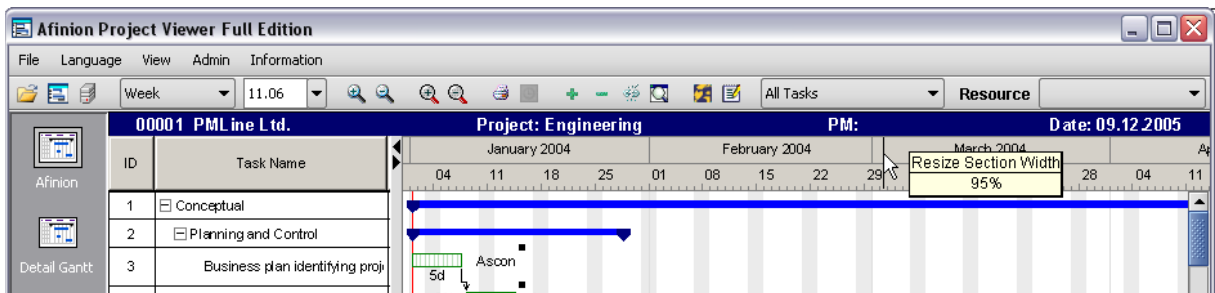 Afinion Project Viewer Full Edition
File Language View Admin Information
Week 11.06 All Tasks Resource
00001 PMLine Ltd. Project: Engineering PM: Date: 09.12.2005
Afinion
ID Task Name
January 2004 February 2004 March 2004
04 11 18 25 01 08 15 22 29 28 04 11
Resize Section Width
95%
1 Conceptual
2 Planning and Control
Detail Gantt
3 Business plan identifying proj
5d
Ascon